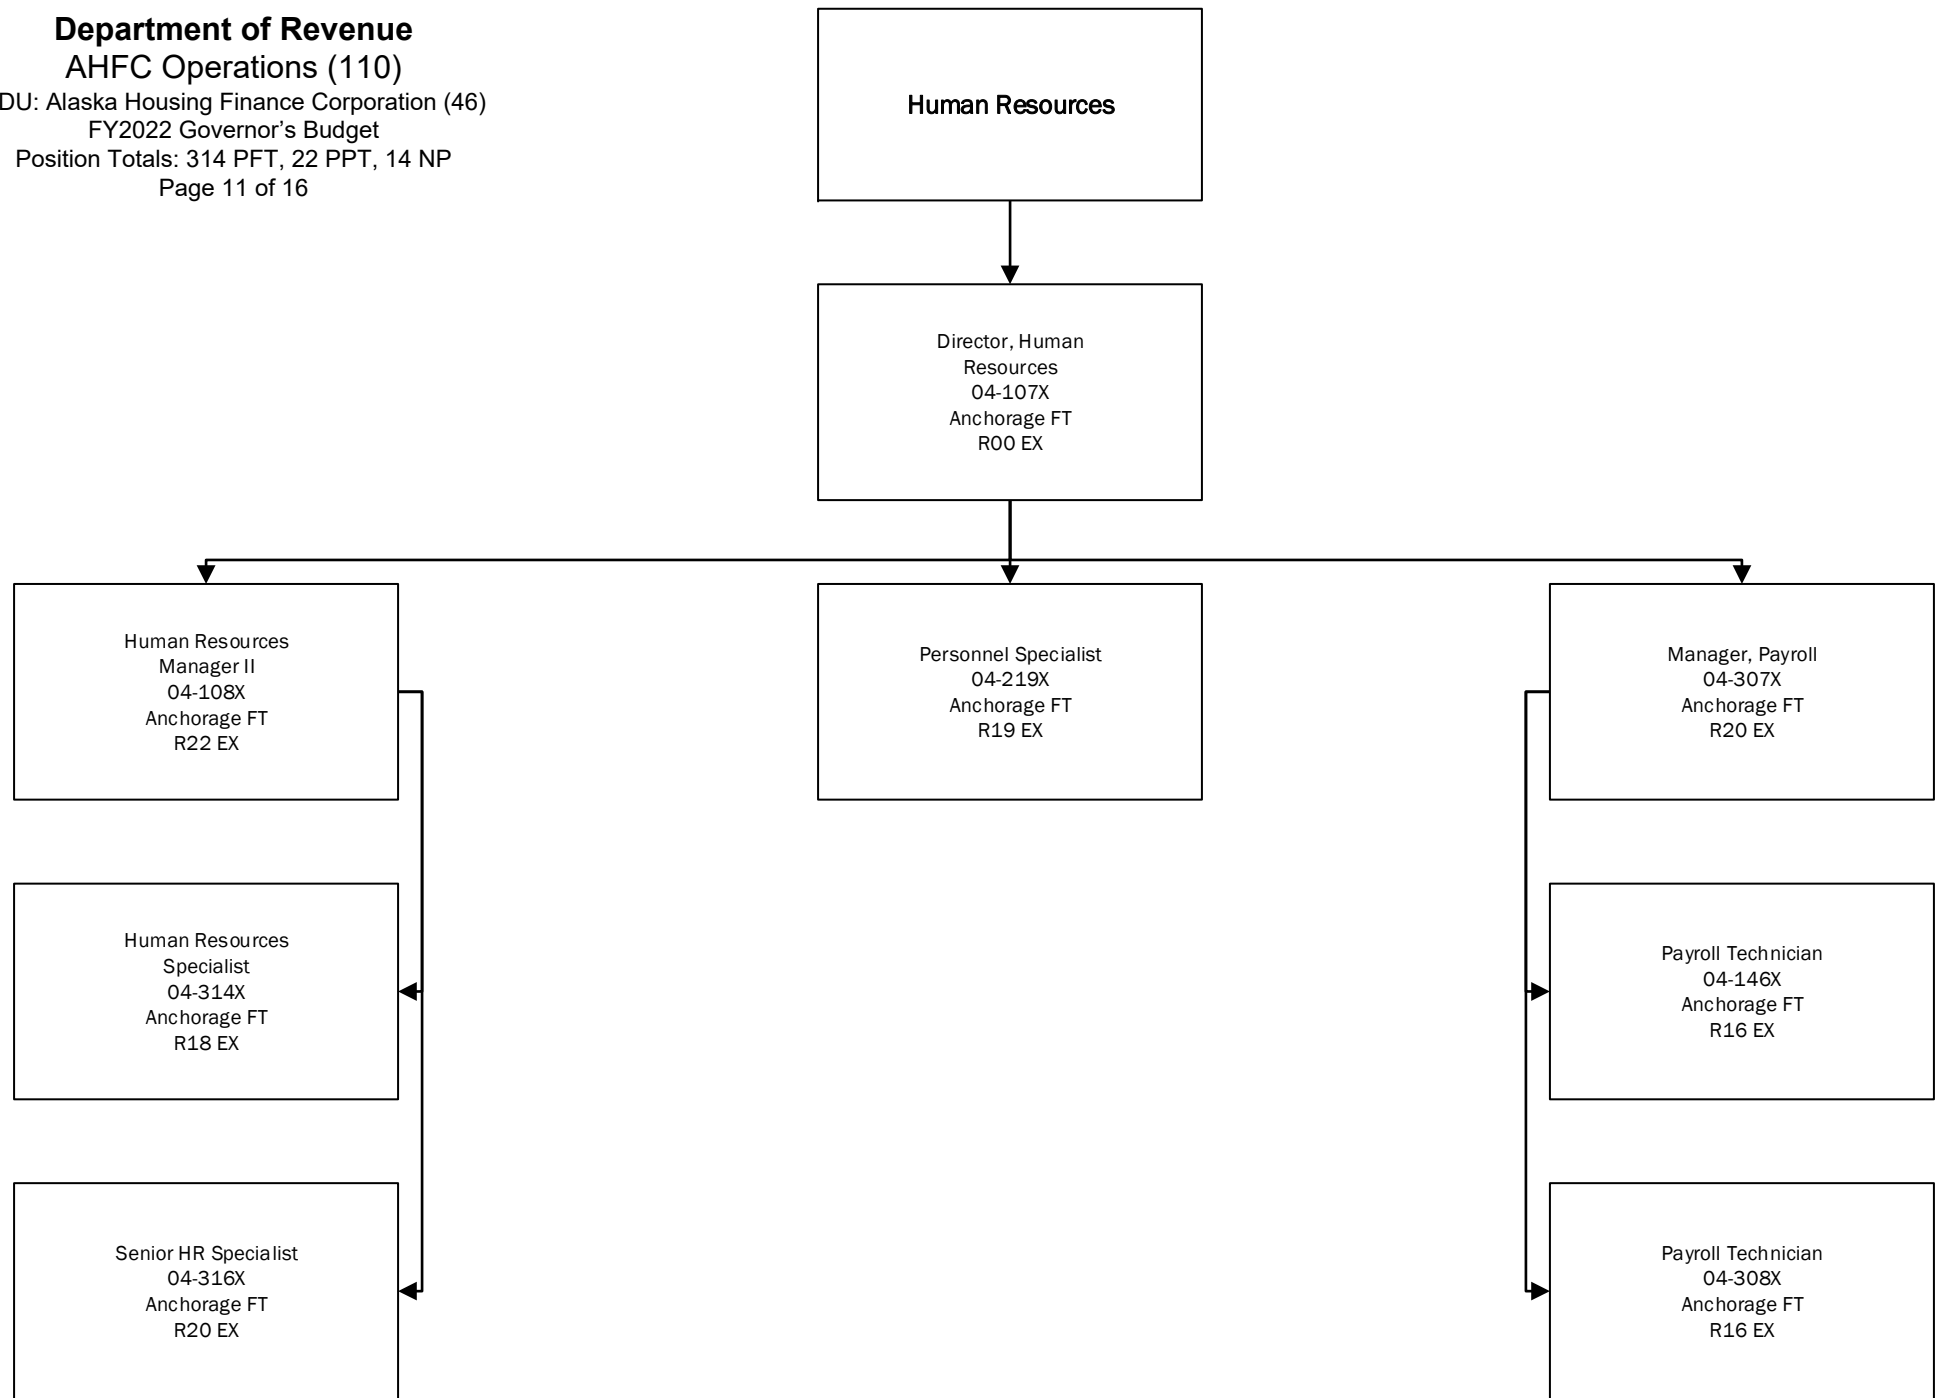 Department of Revenue
AHFC Operations (110)
DU: Alaska Housing Finance Corporation (46)
FY2022 Governor's Budget
Position Totals: 314 PFT, 22 PPT, 14 NP
Page 11 of 16
Human Resources
Director, Human
Resources
04-107X
Anchorage FT
R00 EX
Human Resources
Manager II
04-108X
Anchorage FT
R22 EX
Personnel Specialist
04-219X
Anchorage FT
R19 EX
Manager, Payroll
04-307X
Anchorage FT
R20 EX
Human Resources
Specialist
04-314X
Anchorage FT
R18 EX
Payroll Technician
04-146X
Anchorage FT
R16 EX
Senior HR Specialist
04-316X
Anchorage FT
R20 EX
Payroll Technician
04-308X
Anchorage FT
R16 EX